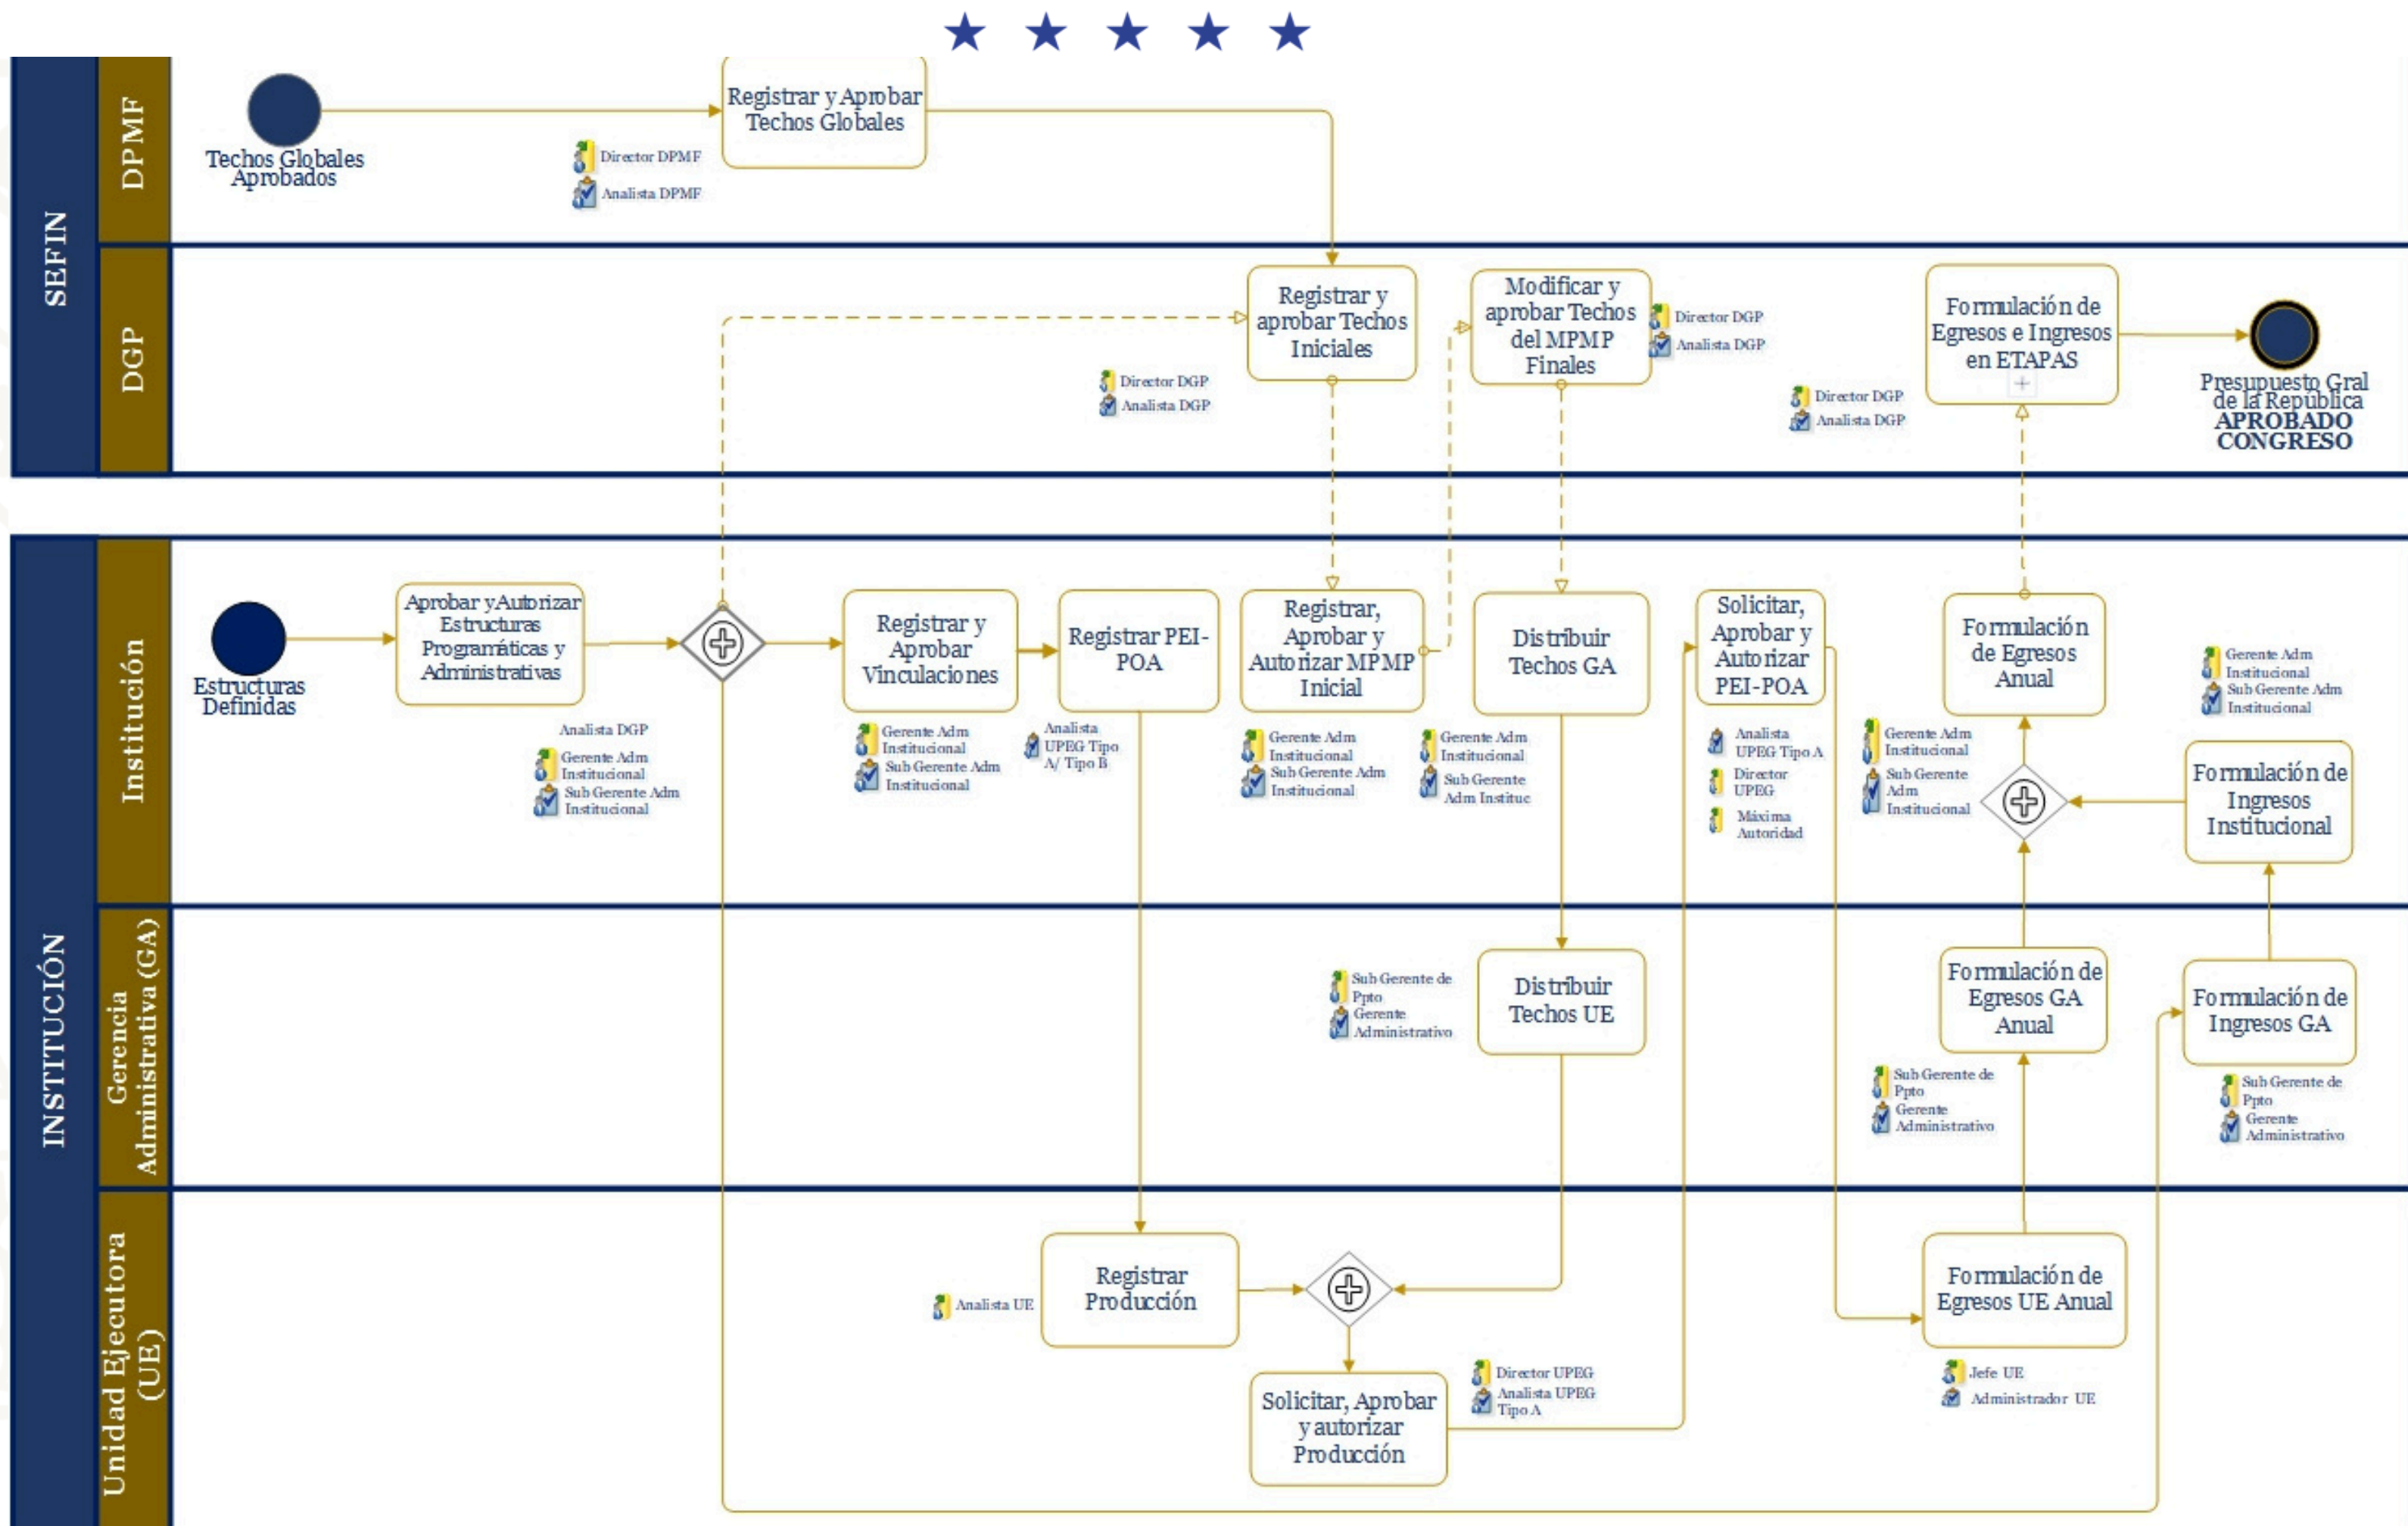 SEFIN
DPMF
Techos Globales
Aprobados
Registrar y Aprobar
Techos Globales
Director DPMF
Analista DPMF
DGP
Registrar y
aprobar Techos
Iniciales
Director DGP
Analista DGP
Modificar y
aprobar Techos
del MPMP
Finales
Director DGP
Analista DGP
Formulación de
Egresos e Ingresos
en ETAPAS
Director DGP
Analista DGP
Presupuesto Gral
de la República
APROBADO
CONGRESO
INSTITUCIÓN
Institución
Estructuras
Definidas
Aprobar y Autorizar
Estructuras
Programáticas y
Administrativas
Analista DGP
Gerente Adm
Institucional
Sub Gerente Adm
Institucional
Registrar y
Aprobar
Vinculaciones
Gerente Adm
Institucional
Sub Gerente Adm
Institucional
Registrar PEI-
POA
Analista
UPEG Tipo
A/ Tipo B
Registrar,
Aprobar y
Autorizar MPMP
Inicial
Gerente Adm
Institucional
Sub Gerente Adm
Institucional
Distribuir
Techos GA
Gerente Adm
Institucional
Sub Gerente
Adm Instituc
Solicitar,
Aprobar y
Autorizar
PEI-POA
Analista
UPEG Tipo A
Director
UPEG
Máxima
Autoridad
Formulación
de Egresos
Anual
Gerente Adm
Institucional
Sub Gerente
Adm
Institucional
Gerente Adm
Institucional
Sub Gerente Adm
Institucional
Formulación de
Ingresos
Institucional
Gerencia
Administrativa (GA)
Distribuir
Techos UE
Sub Gerente de
Ppto
Gerente
Administrativo
Formulación de
Egresos GA
Anual
Sub Gerente de
Ppto
Gerente
Administrativo
Formulación de
Ingresos GA
Sub Gerente de
Ppto
Gerente
Administrativo
Unidad Ejecutora
(UE)
Registrar
Producción
Analista UE
Solicitar, Aprobar
y autorizar
Producción
Director UPEG
Analista UPEG
Tipo A
Formulación de
Egresos UE Anual
Jefe UE
Administrador UE